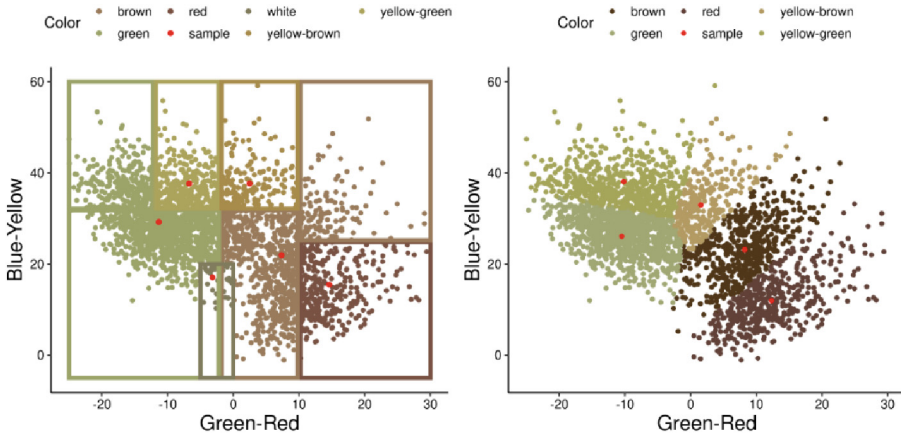 Color
brown red white yellow-green
green sample yellow-brown
60
40
20
0
Blue-Yellow
-20 -10 0 10 20 30
Green-Red
Color
brown red yellow-brown
green sample yellow-green
60
40
20
0
Blue-Yellow
-20 -10 0 10 20 30
Green-Red